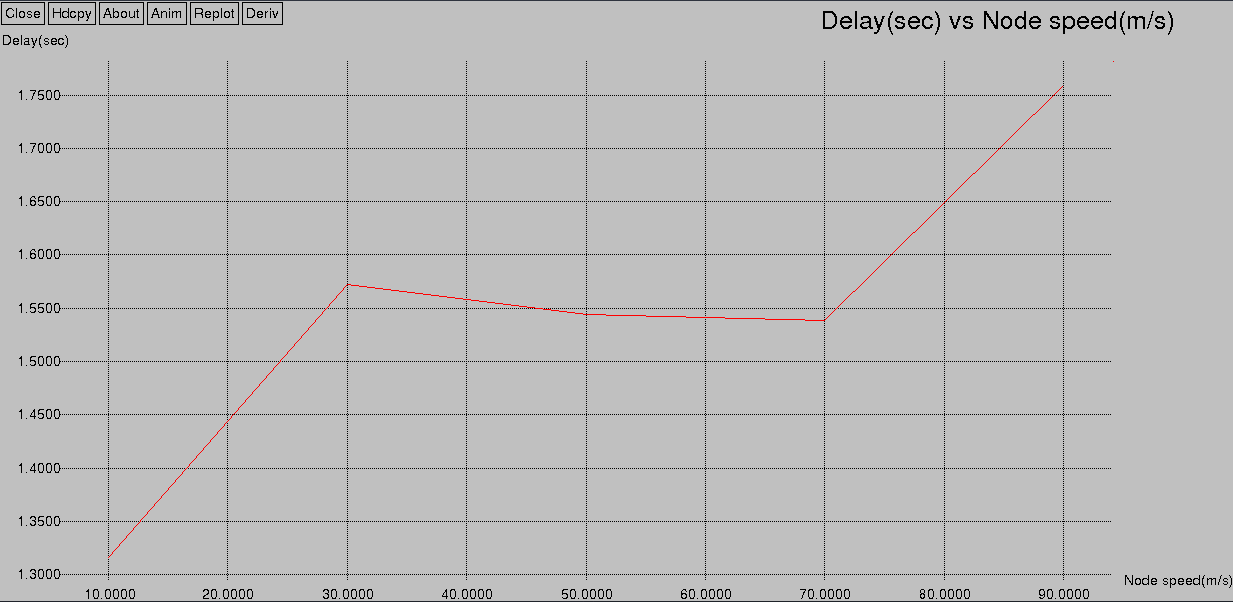 Close Hdcpy About Anim Replot Deriv
Delay(sec) vs Node speed(m/s)
Delay(sec)
1.7500
1.7000
1.6500
1.6000
1.5500
1.5000
1.4500
1.4000
1.3500
1.3000
10.0000 20.0000 30.0000 40.0000 50.0000 60.0000 70.0000 80.0000 90.0000
Node speed(m/s)